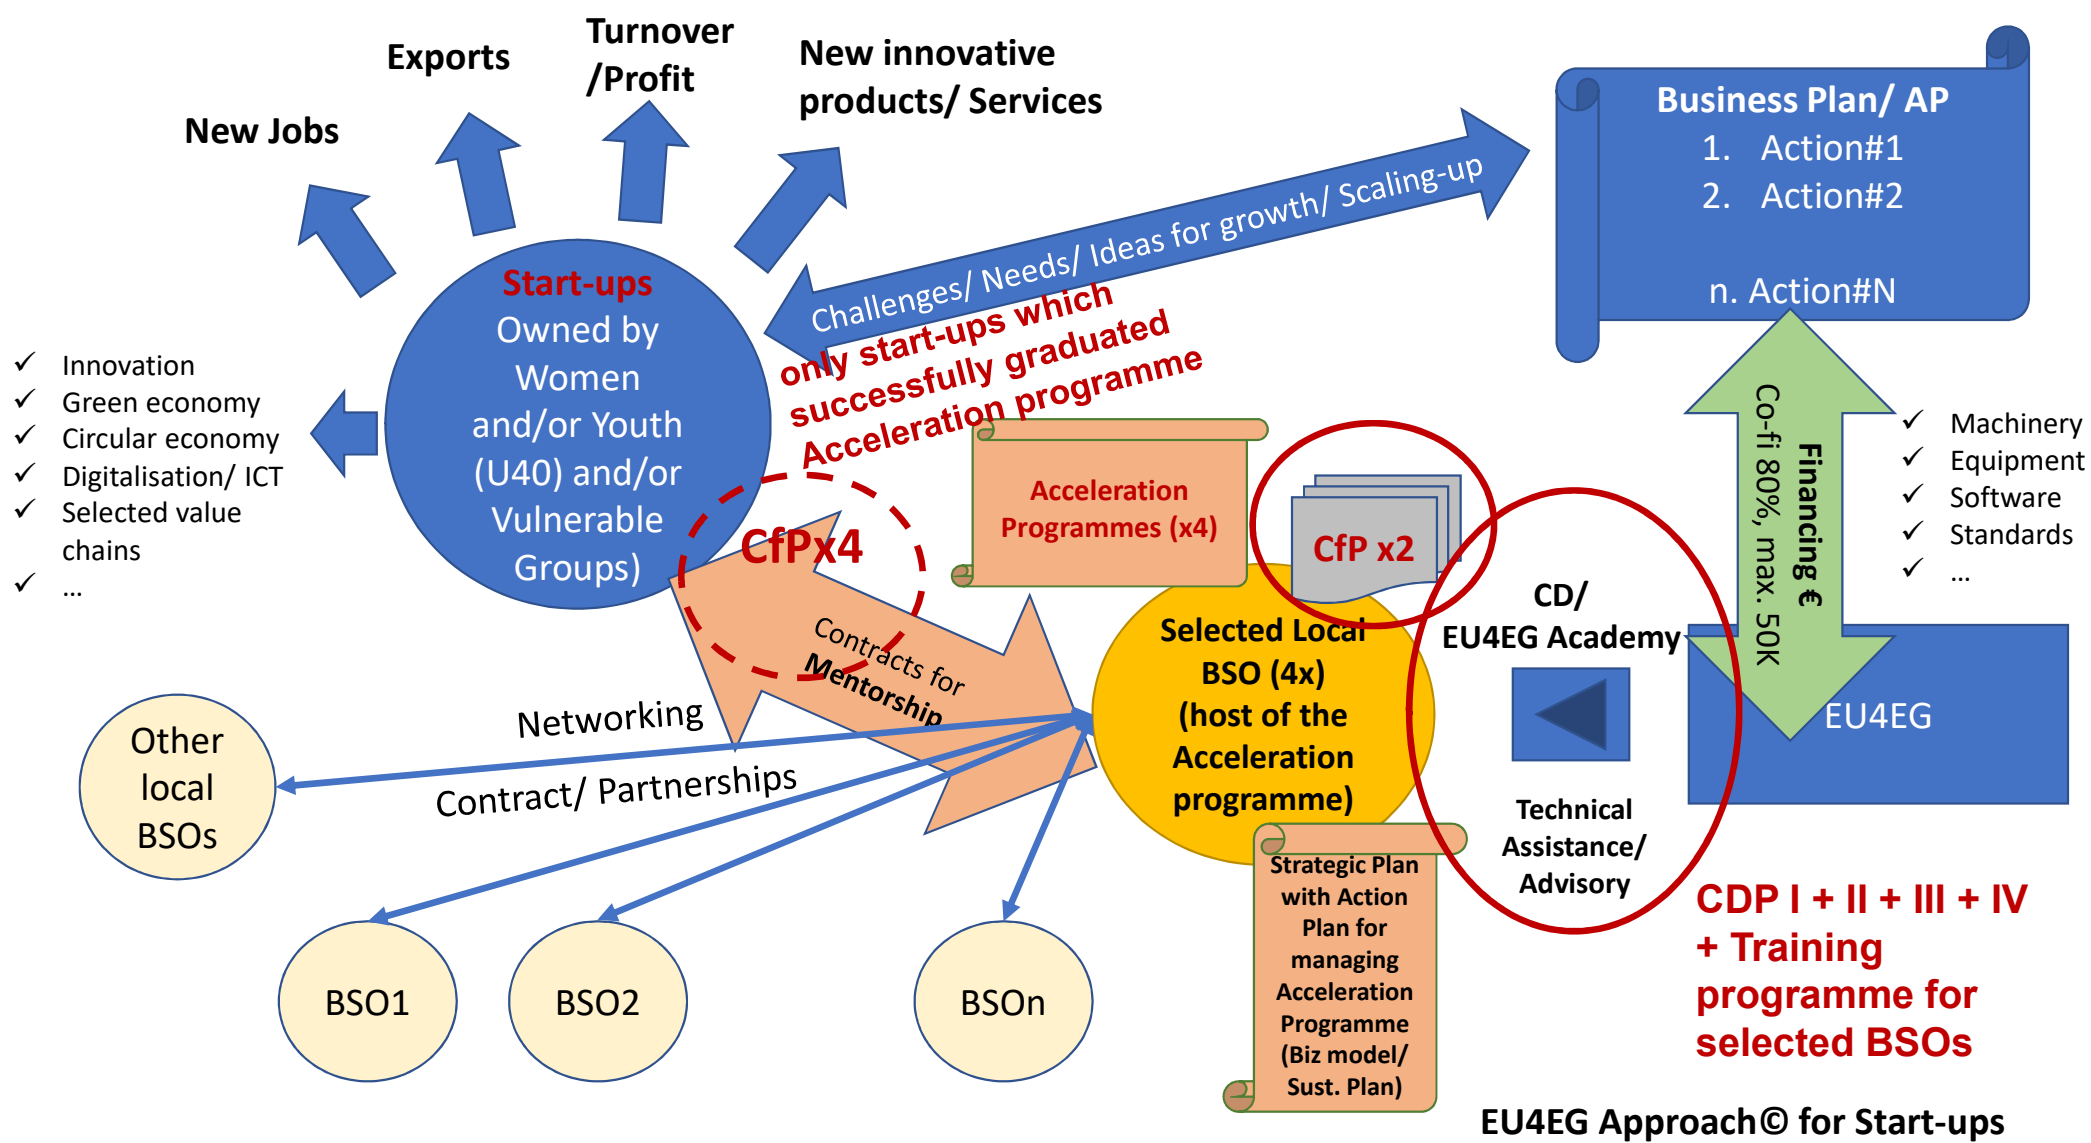 New Jobs
Exports
Turnover
/Profit
New innovative
products/ Services
Business Plan/ AP
1. Action#1
2. Action#2
n. Action#N
Challenges/ Needs/ Ideas for growth/ Scaling-up
only start-ups which
successfully graduated
Acceleration programme
Start-ups
Owned by
Women
and/or Youth
(U40) and/or
Vulnerable
Groups)
✓ Innovation
✓ Green economy
✓ Circular economy
✓ Digitalisation/ ICT
✓ Selected value
chains
✓ ...
CfPx4
Contracts for
Mentorship
Acceleration
Programmes (x4)
CfP x2
Financing €
Co-fi 80%, max. 50K
✓ Machinery
✓ Equipment
✓ Software
✓ Standards
✓ ...
CD/
EU4EG Academy
EU4EG
Technical
Assistance/
Advisory
Selected Local
BSO (4x)
(host of the
Acceleration
programme)
Networking
Contract/ Partnerships
Other
local
BSOs
BSO1
BSO2
BSOn
Strategic Plan
with Action
Plan for
managing
Acceleration
Programme
(Biz model/
Sust. Plan)
CDP I + II + III + IV
+ Training
programme for
selected BSOs
EU4EG Approach© for Start-ups